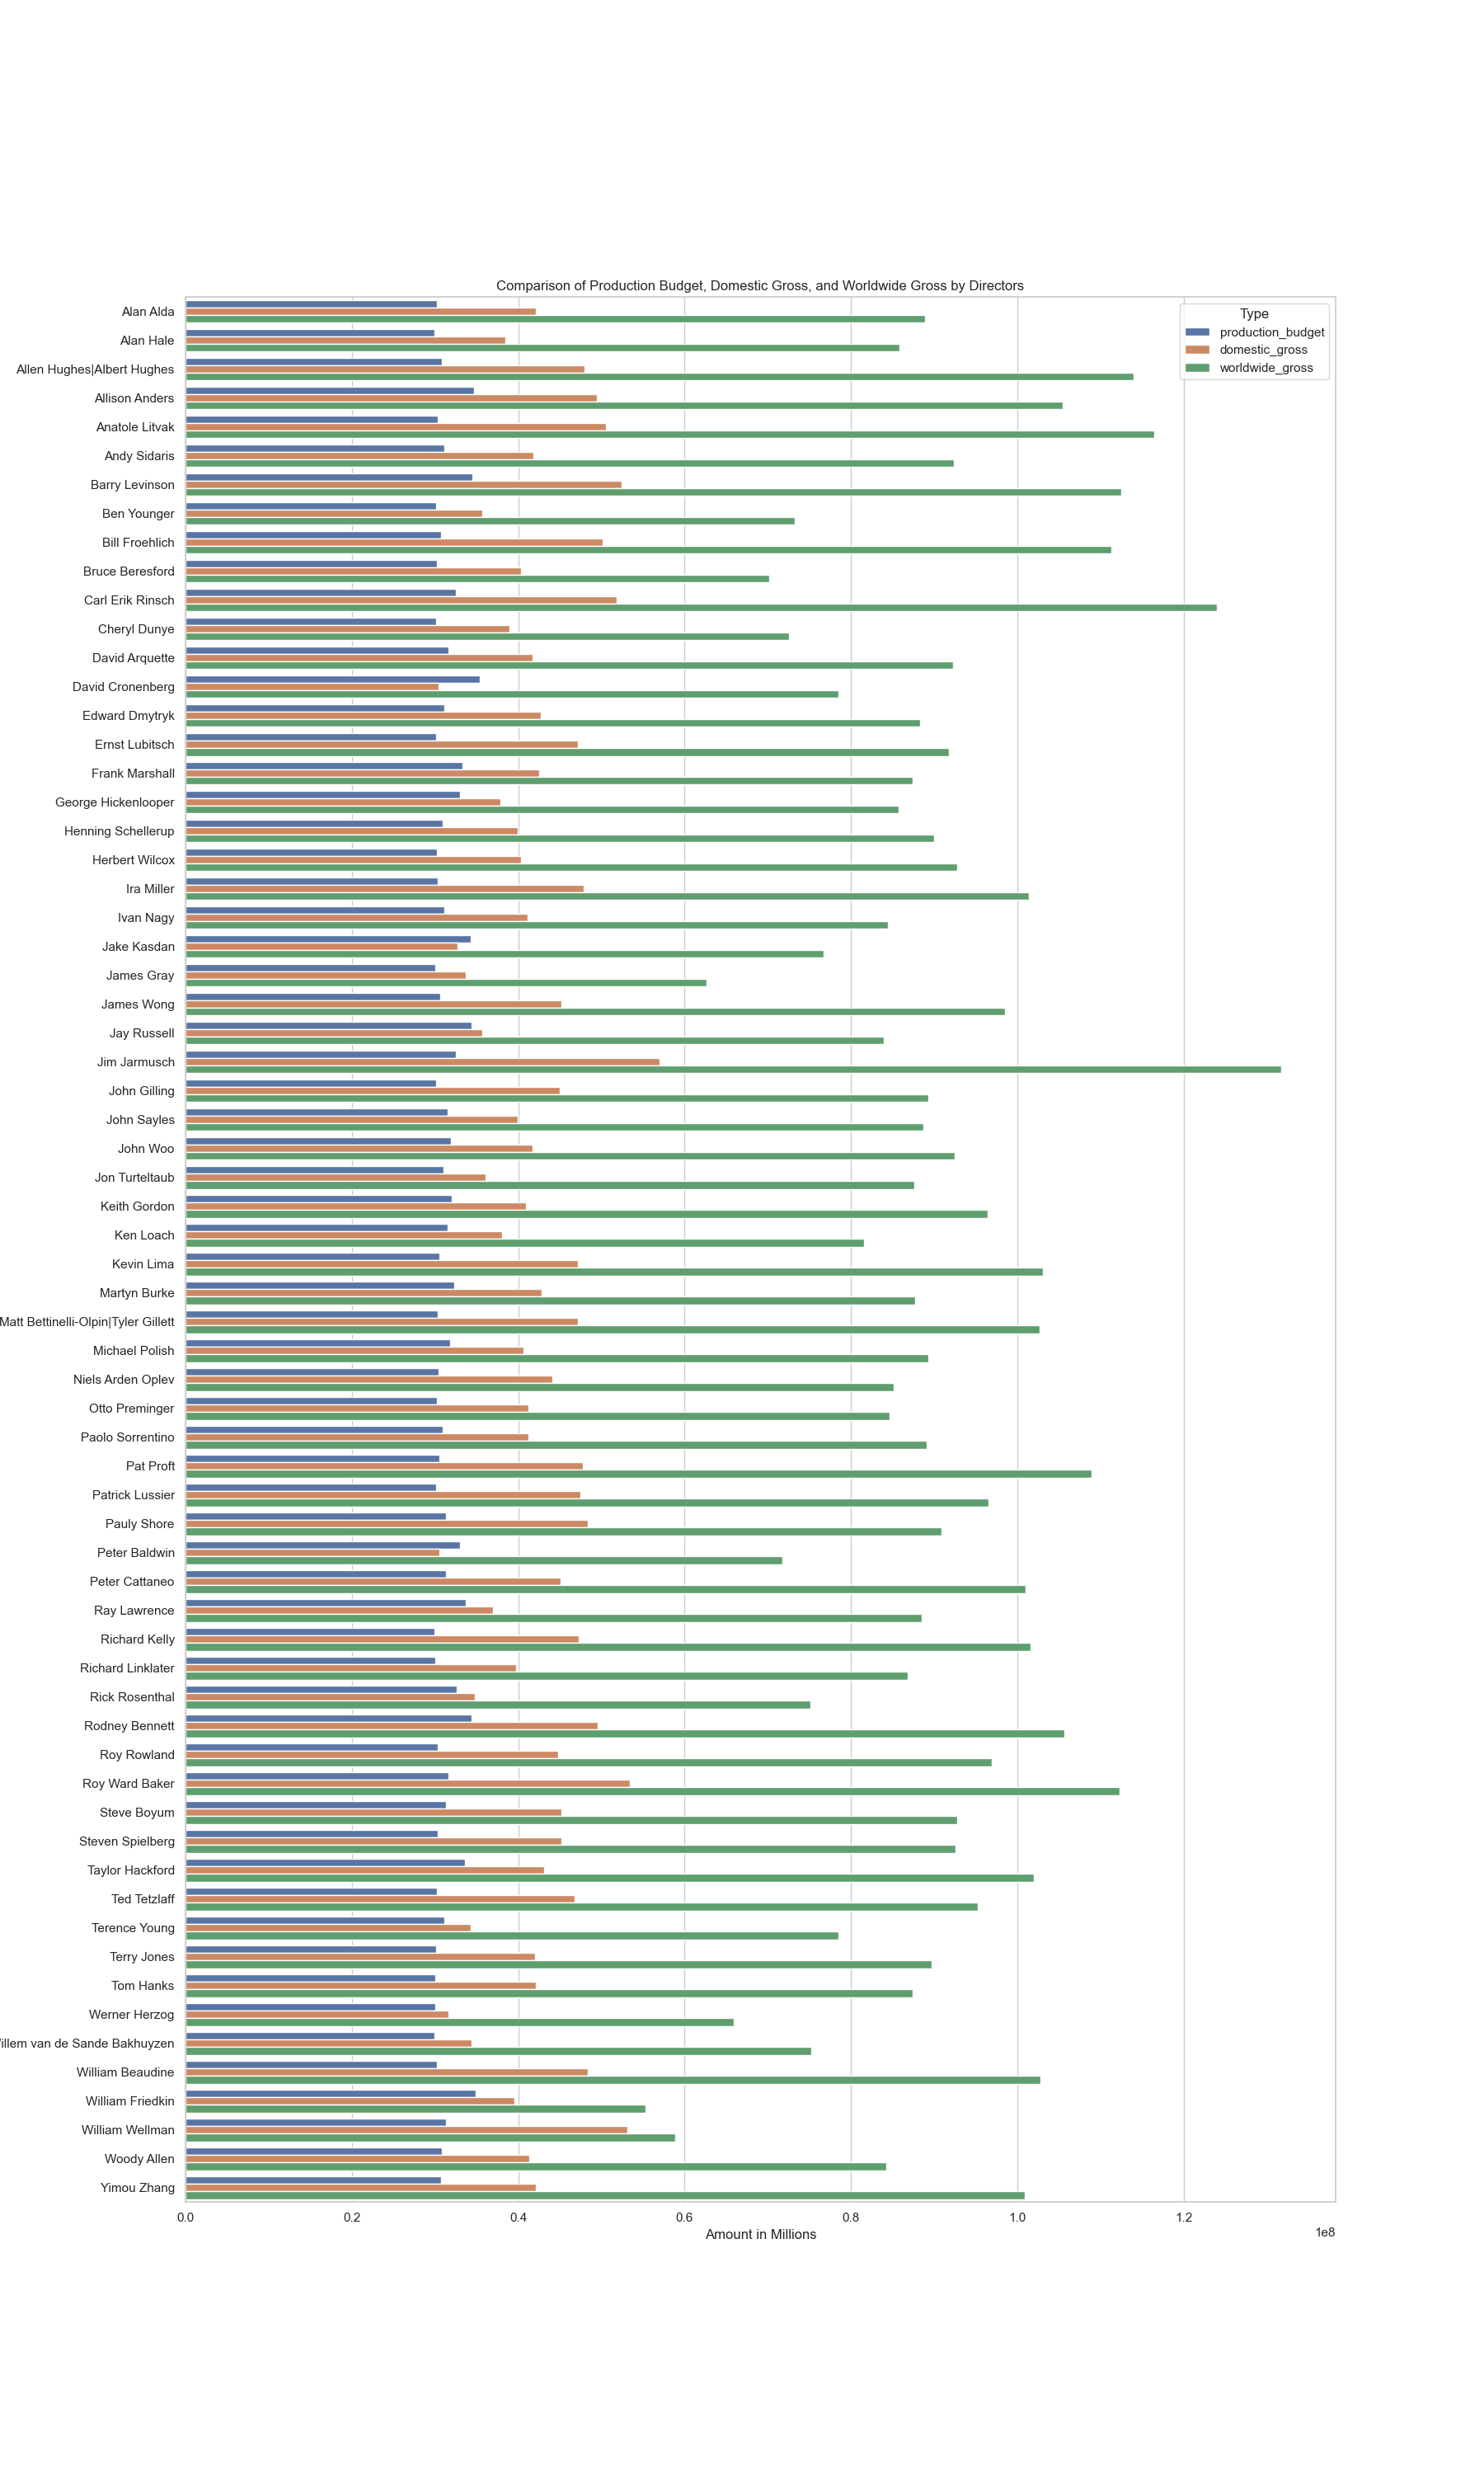 Comparison of Production Budget, Domestic Gross, and Worldwide Gross by Directors
Type
production_budget
domestic_gross
worldwide_gross
Alan Alda
Alan Hale
Allen Hughes|Albert Hughes
Allison Anders
Anatole Litvak
Andy Sidaris
Barry Levinson
Ben Younger
Bill Froehlich
Bruce Beresford
Carl Erik Rinsch
Cheryl Dunye
David Arquette
David Cronenberg
Edward Dmytryk
Ernst Lubitsch
Frank Marshall
George Hickenlooper
Henning Schellerup
Herbert Wilcox
Ira Miller
Ivan Nagy
Jake Kasdan
James Gray
James Wong
Jay Russell
Jim Jarmusch
John Gilling
John Sayles
John Woo
Jon Turteltaub
Keith Gordon
Ken Loach
Kevin Lima
Martyn Burke
Matt Bettinelli-Olpin|Tyler Gillett
Michael Polish
Niels Arden Oplev
Otto Preminger
Paolo Sorrentino
Pat Proft
Patrick Lussier
Pauly Shore
Peter Baldwin
Peter Cattaneo
Ray Lawrence
Richard Kelly
Richard Linklater
Rick Rosenthal
Rodney Bennett
Roy Rowland
Roy Ward Baker
Steve Boyum
Steven Spielberg
Taylor Hackford
Ted Tetzlaff
Terence Young
Terry Jones
Tom Hanks
Werner Herzog
illem van de Sande Bakhuyzen
William Beaudine
William Friedkin
William Wellman
Woody Allen
Yimou Zhang
0.0 0.2 0.4 0.6 0.8 1.0 1.2
1e8
Amount in Millions